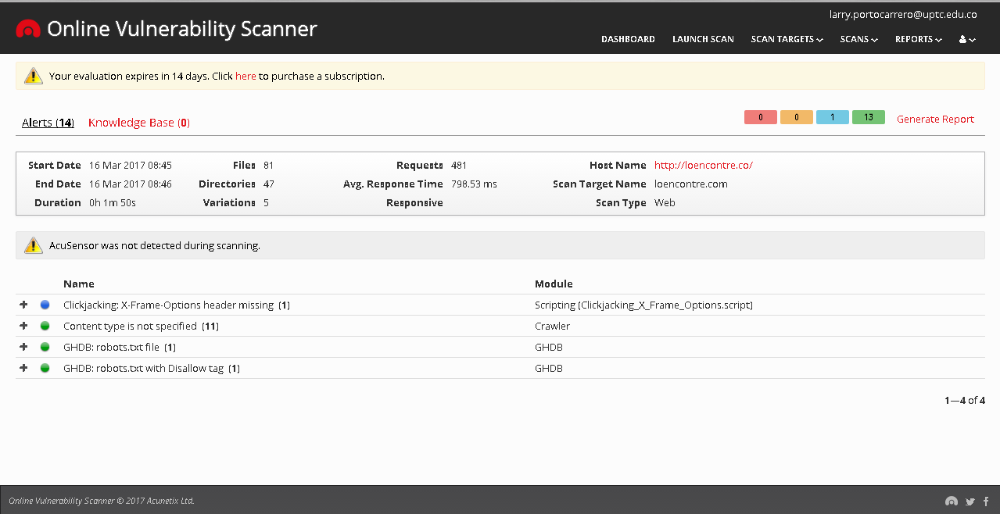 larry.portocarrero@uptc.edu.co
Online Vulnerability Scanner
DASHBOARD LAUNCH SCAN SCAN TARGETS SCANS REPORTS
Your evaluation expires in 14 days. Click here to purchase a subscription.
Alerts (14) Knowledge Base (0) 0 0 1 13 Generate Report
Start Date 16 Mar 2017 08:45 Files 81 Requests 481 Host Name http://loencontre.co/
End Date 16 Mar 2017 08:46 Directories 47 Avg. Response Time 798.53 ms Scan Target Name loencontre.com
Duration 0h 1m 50s Variations 5 Responsive Scan Type Web
AcuSensor was not detected during scanning.
Name Module
Clickjacking: X-Frame-Options header missing (1) Scripting (Clickjacking_X_Frame_Options.script)
Content type is not specified (11) Crawler
GHDB: robots.txt file (1) GHDB
GHDB: robots.txt with Disallow tag (1) GHDB
1—4 of 4
Online Vulnerability Scanner © 2017 Acunetix Ltd.